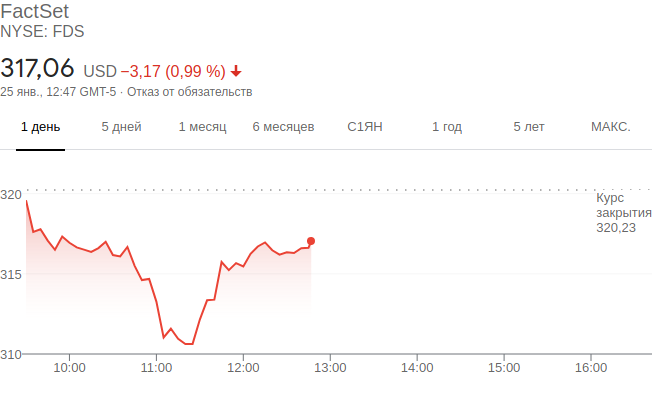 FactSet
NYSE: FDS
317,06 USD −3,17 (0,99 %)
25 янв., 12:47 GMT-5 · Отказ от обязательств
1 день 5 дней 1 месяц 6 месяцев С1ЯН 1 год 5 лет МАКС.
320
Курс
закрытия
320,23
315
310
10:00 11:00 12:00 13:00 14:00 15:00 16:00